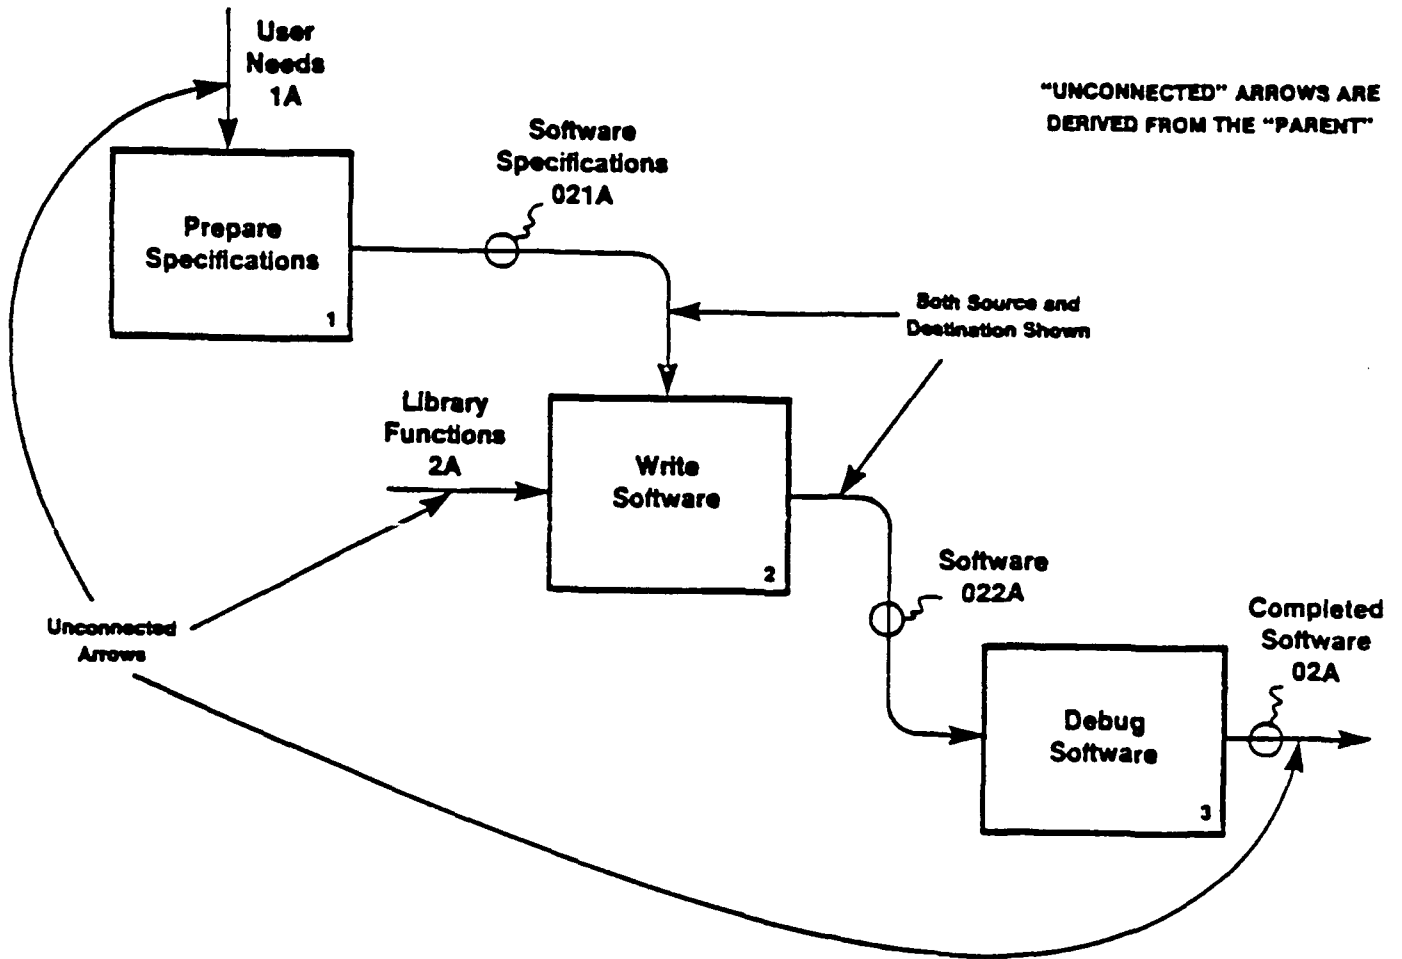 User
Needs
1A
"UNCONNECTED" ARROWS ARE
DERIVED FROM THE "PARENT"
Software
Specifications
021A
Prepare
Specifications
1
Both Source and
Destination Shown
Library
Functions
2A
Write
Software
2
Software
022A
Completed
Software
02A
Unconnected
Arrows
Debug
Software
3